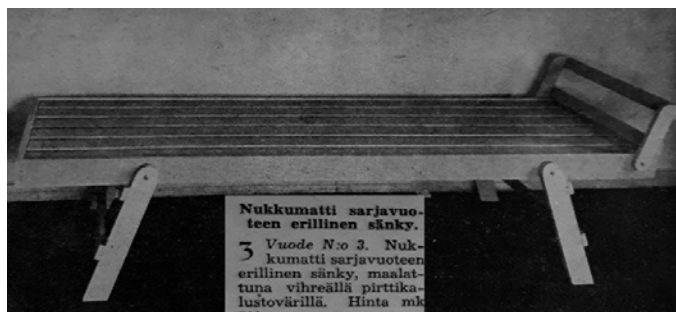 Nukkumatti sarjavuo-
teen erillinen sänky.
3 Vuode N:o 3. Nuk-
kumatti sarjavuoteen
erillinen sänky, maalat-
tuna vihreällä pirttika-
lustovärillä. Hinta mk